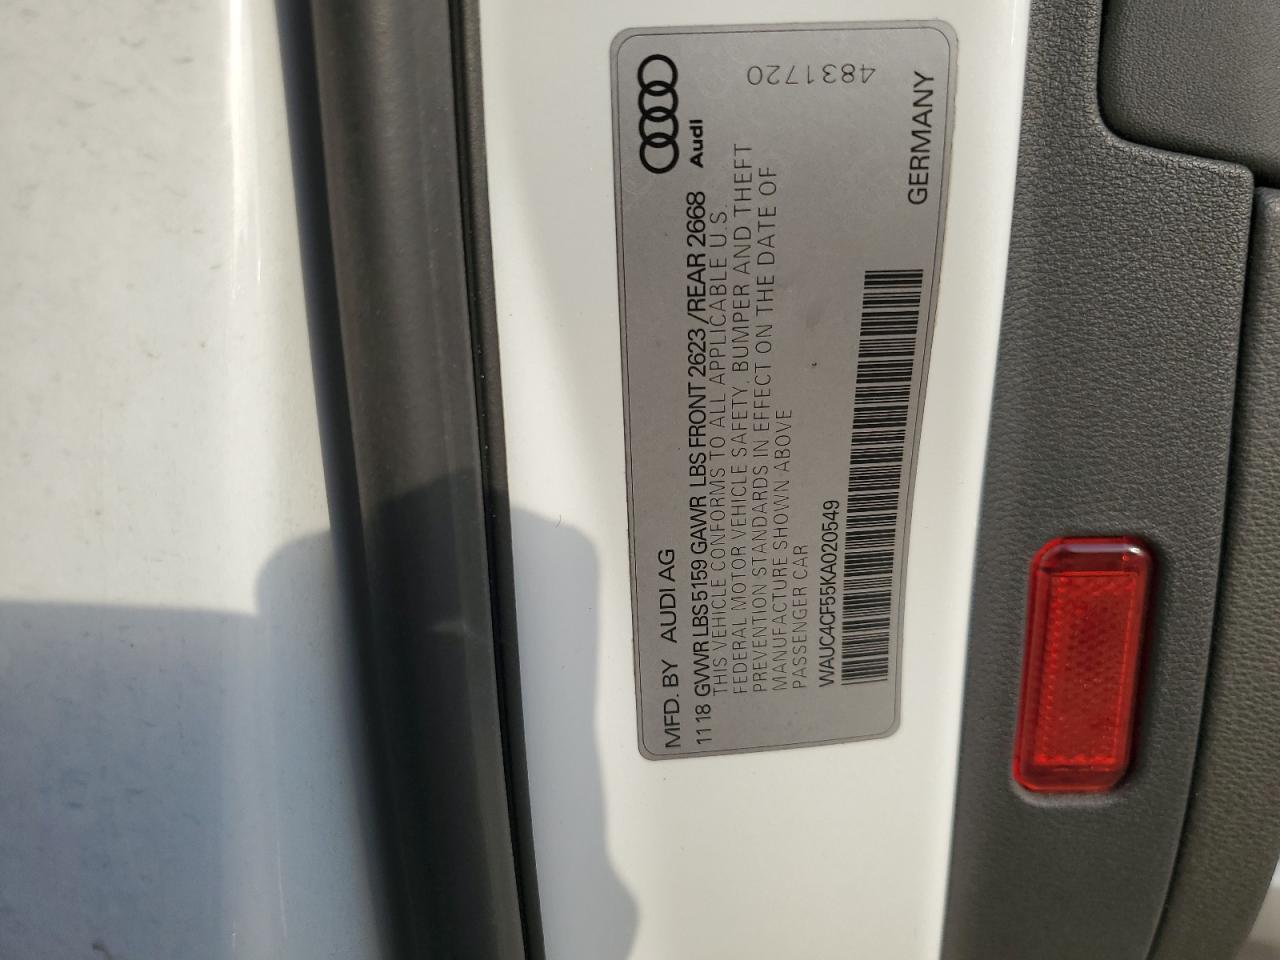 MFD. BY AUDI AG
Audi
11 18 GVWR LBS 5159 GAWR LBS FRONT 2623 /REAR 2668
THIS VEHICLE CONFORMS TO ALL APPLICABLE U.S.
FEDERAL MOTOR VEHICLE SAFETY, BUMPER AND THEFT
PREVENTION STANDARDS IN EFFECT ON THE DATE OF
MANUFACTURE SHOWN ABOVE
PASSENGER CAR
WAUC4CF55KA020549
GERMANY
4831720